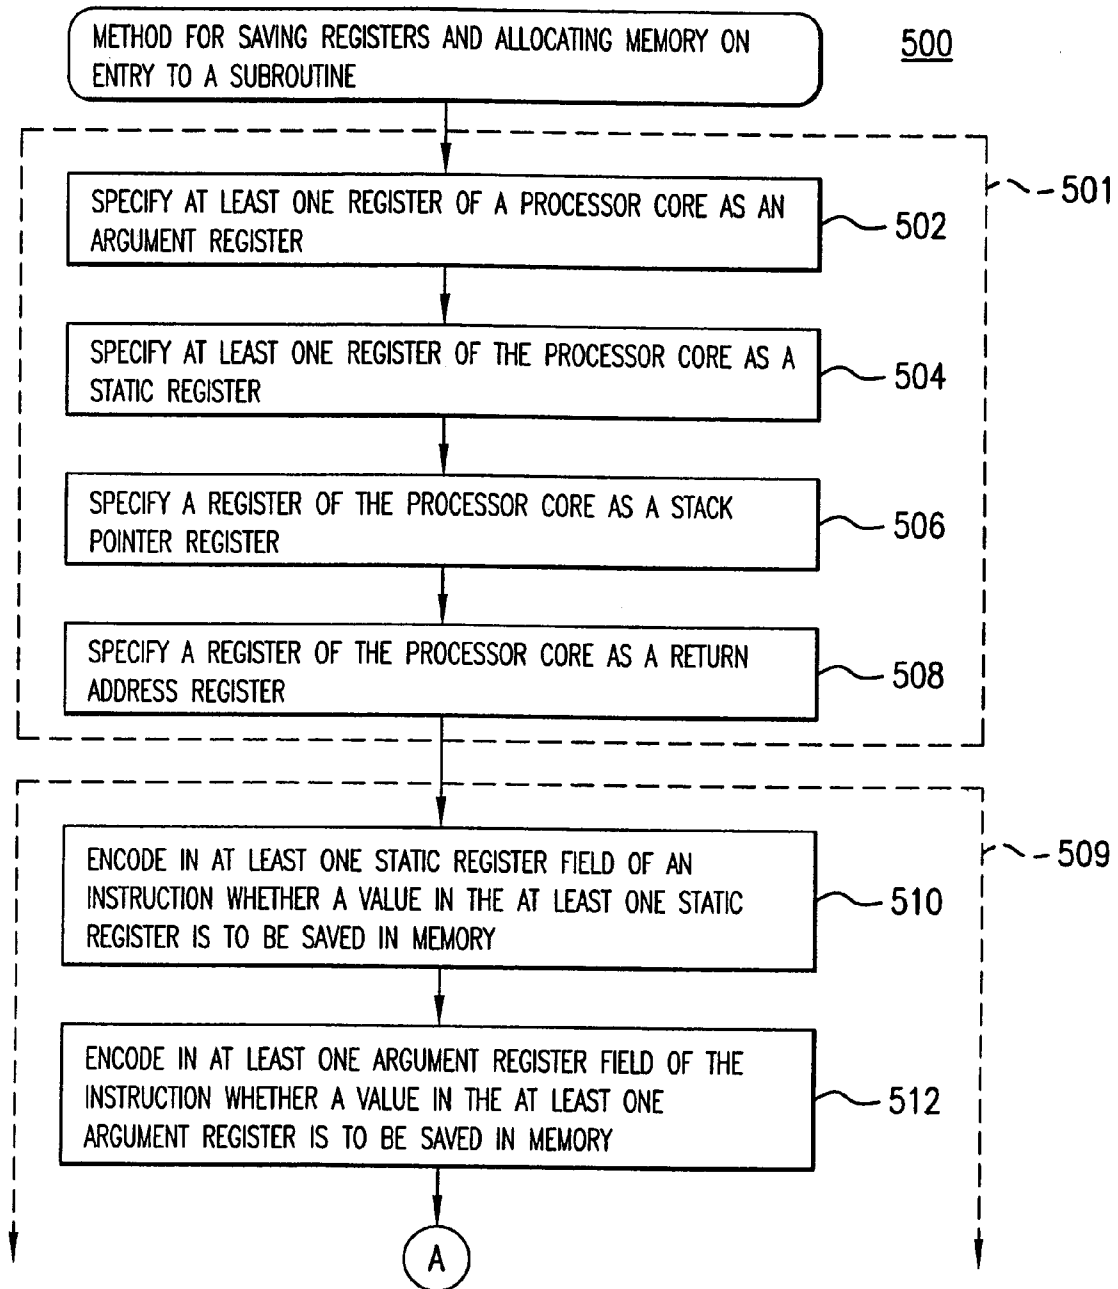 METHOD FOR SAVING REGISTERS AND ALLOCATING MEMORY ON
ENTRY TO A SUBROUTINE
500
501
SPECIFY AT LEAST ONE REGISTER OF A PROCESSOR CORE AS AN
ARGUMENT REGISTER
502
SPECIFY AT LEAST ONE REGISTER OF THE PROCESSOR CORE AS A
STATIC REGISTER
504
SPECIFY A REGISTER OF THE PROCESSOR CORE AS A STACK
POINTER REGISTER
506
SPECIFY A REGISTER OF THE PROCESSOR CORE AS A RETURN
ADDRESS REGISTER
508
509
ENCODE IN AT LEAST ONE STATIC REGISTER FIELD OF AN
INSTRUCTION WHETHER A VALUE IN THE AT LEAST ONE STATIC
REGISTER IS TO BE SAVED IN MEMORY
510
ENCODE IN AT LEAST ONE ARGUMENT REGISTER FIELD OF THE
INSTRUCTION WHETHER A VALUE IN THE AT LEAST ONE
ARGUMENT REGISTER IS TO BE SAVED IN MEMORY
512
A